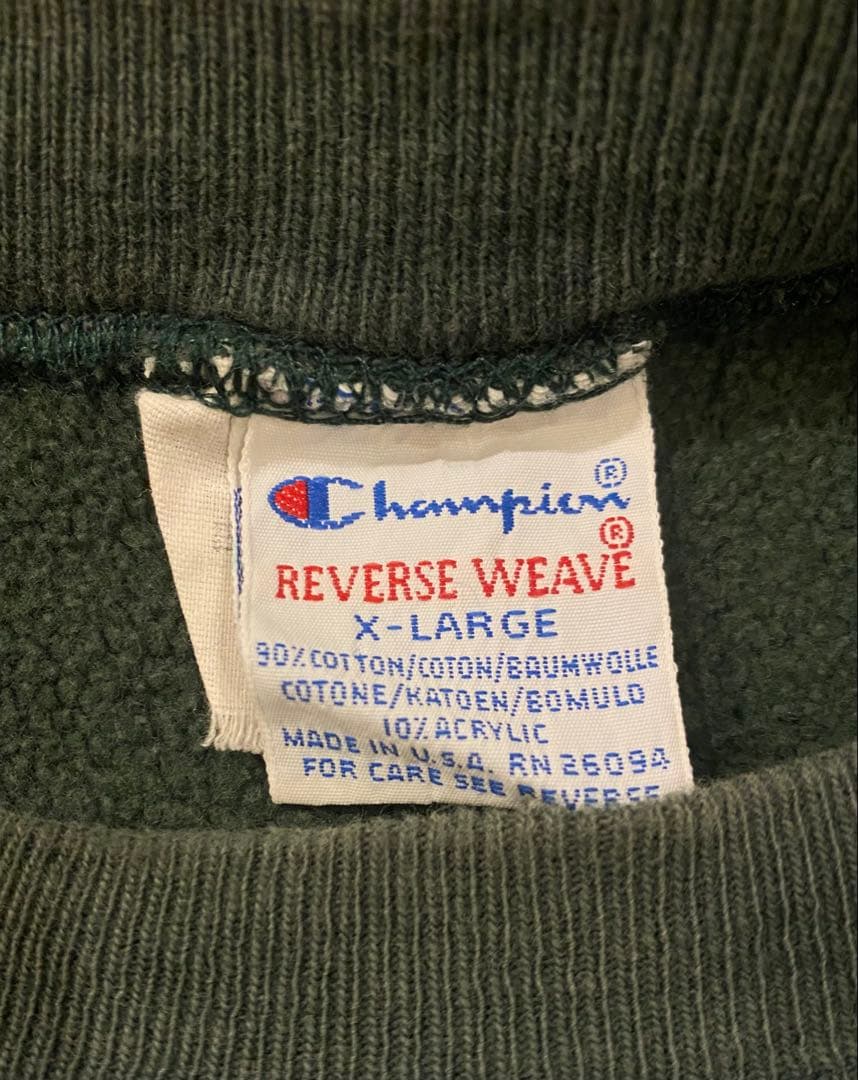 Champion®
REVERSE WEAVE®
X-LARGE
90% COTTON/COTON/BAUMWOLLE
COTONE/KATOEN/BOMULD
10% ACRYLIC
MADE IN U.S.A. RN 26094
FOR CARE SEE REVERSE